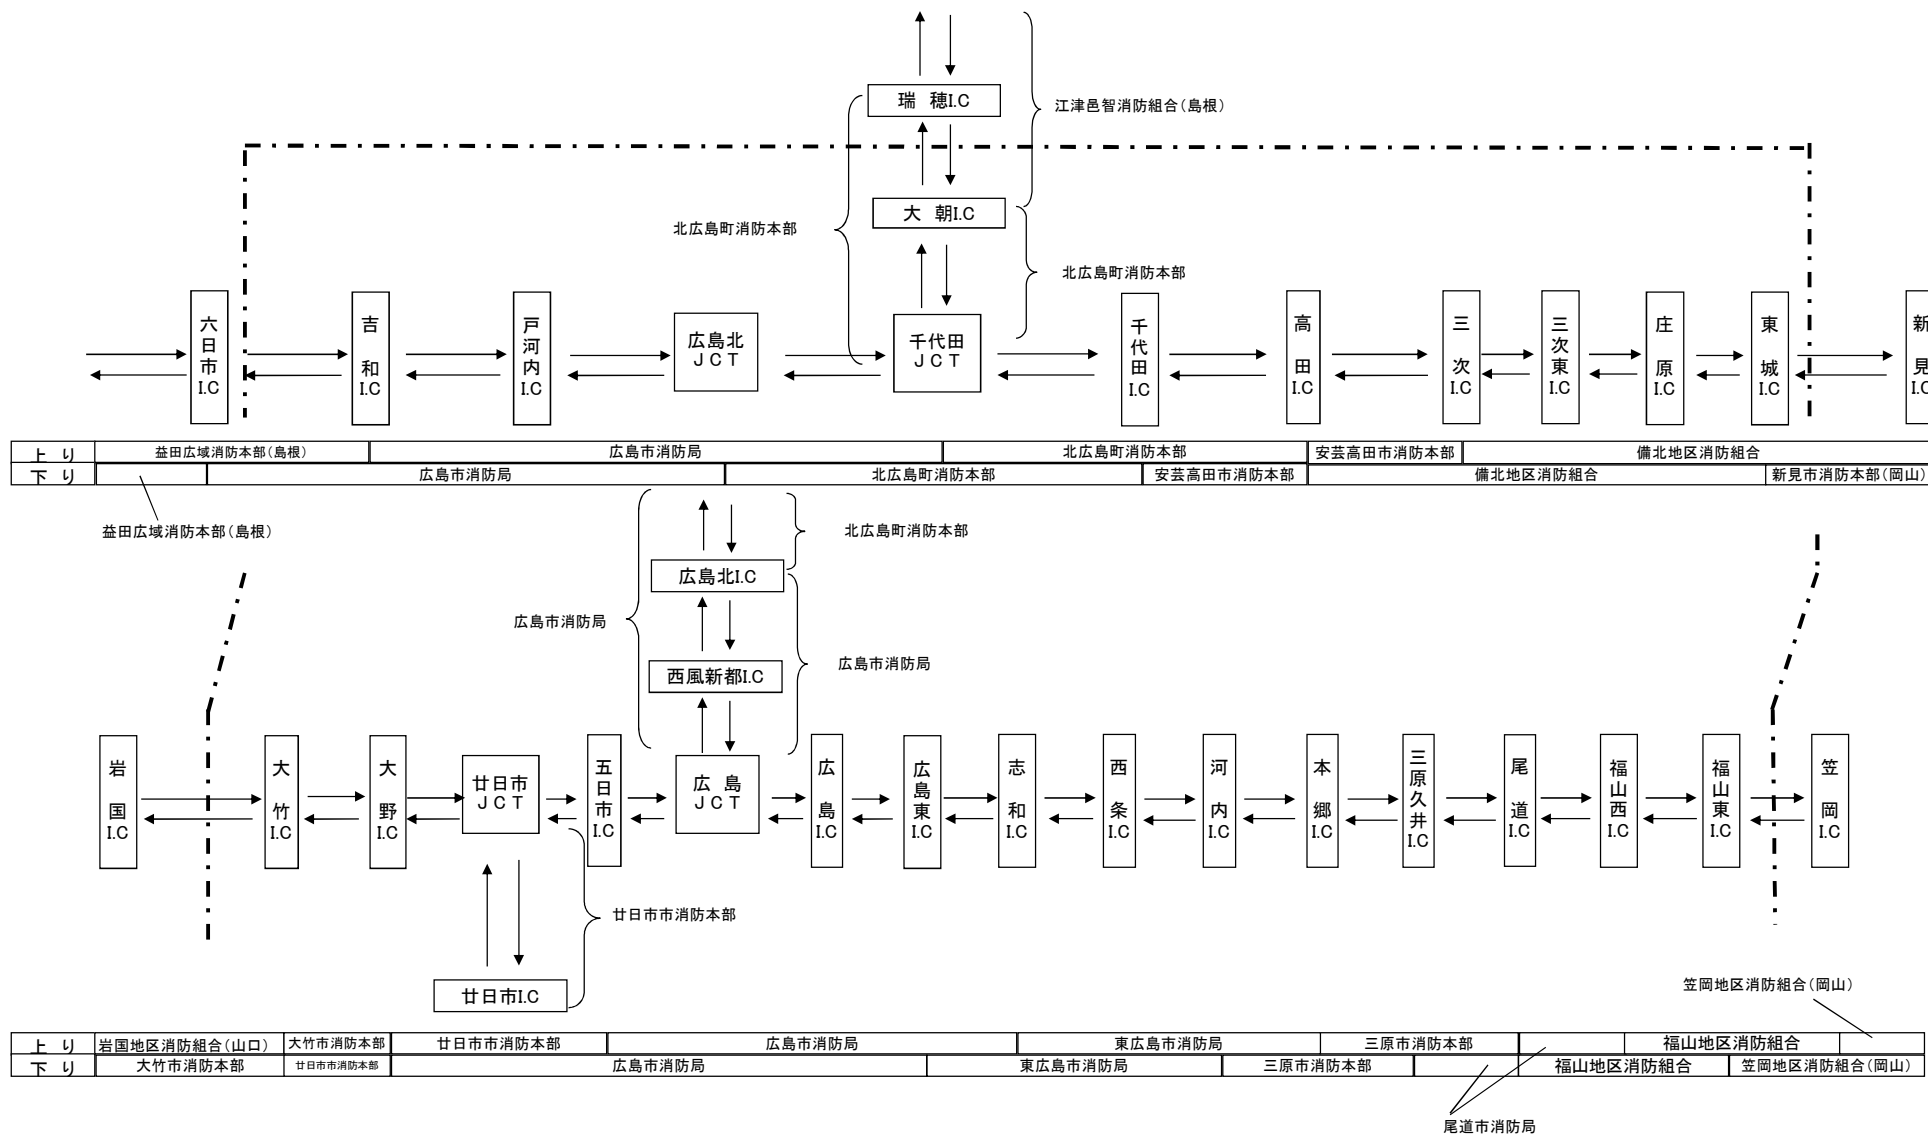 瑞 穂I.C
江津邑智消防組合(島根)
大 朝I.C
北広島町消防本部
北広島町消防本部
六日市I.C
吉和I.C
戸河内I.C
広島北
JCT
千代田
JCT
千代田I.C
高田I.C
三次I.C
三次東I.C
庄原I.C
東城I.C
新見I.C
上り 益田広域消防本部(島根) 広島市消防局 北広島町消防本部 安芸高田市消防本部 備北地区消防組合
下り 広島市消防局 北広島町消防本部 安芸高田市消防本部 備北地区消防組合 新見市消防本部(岡山)
益田広域消防本部(島根)
北広島町消防本部
広島北I.C
広島市消防局
広島市消防局
西風新都I.C
岩国I.C
大竹I.C
大野I.C
廿日市
JCT
五日市I.C
広 島
JCT
広島I.C
広島東I.C
志和I.C
西条I.C
河内I.C
本郷I.C
三原久井I.C
尾道I.C
福山西I.C
福山東I.C
笠岡I.C
廿日市市消防本部
廿日市I.C
笠岡地区消防組合(岡山)
上り 岩国地区消防組合(山口) 大竹市消防本部 廿日市市消防本部 広島市消防局 東広島市消防局 三原市消防本部 福山地区消防組合
下り 大竹市消防本部 廿日市市消防本部 広島市消防局 東広島市消防局 三原市消防本部 福山地区消防組合 笠岡地区消防組合(岡山)
尾道市消防局